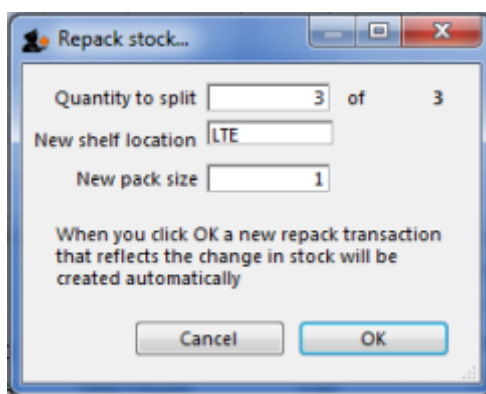 Repack stock...
Quantity to split 3 of 3
New shelf location LTE
New pack size 1
When you click OK a new repack transaction
that reflects the change in stock will be
created automatically
Cancel OK